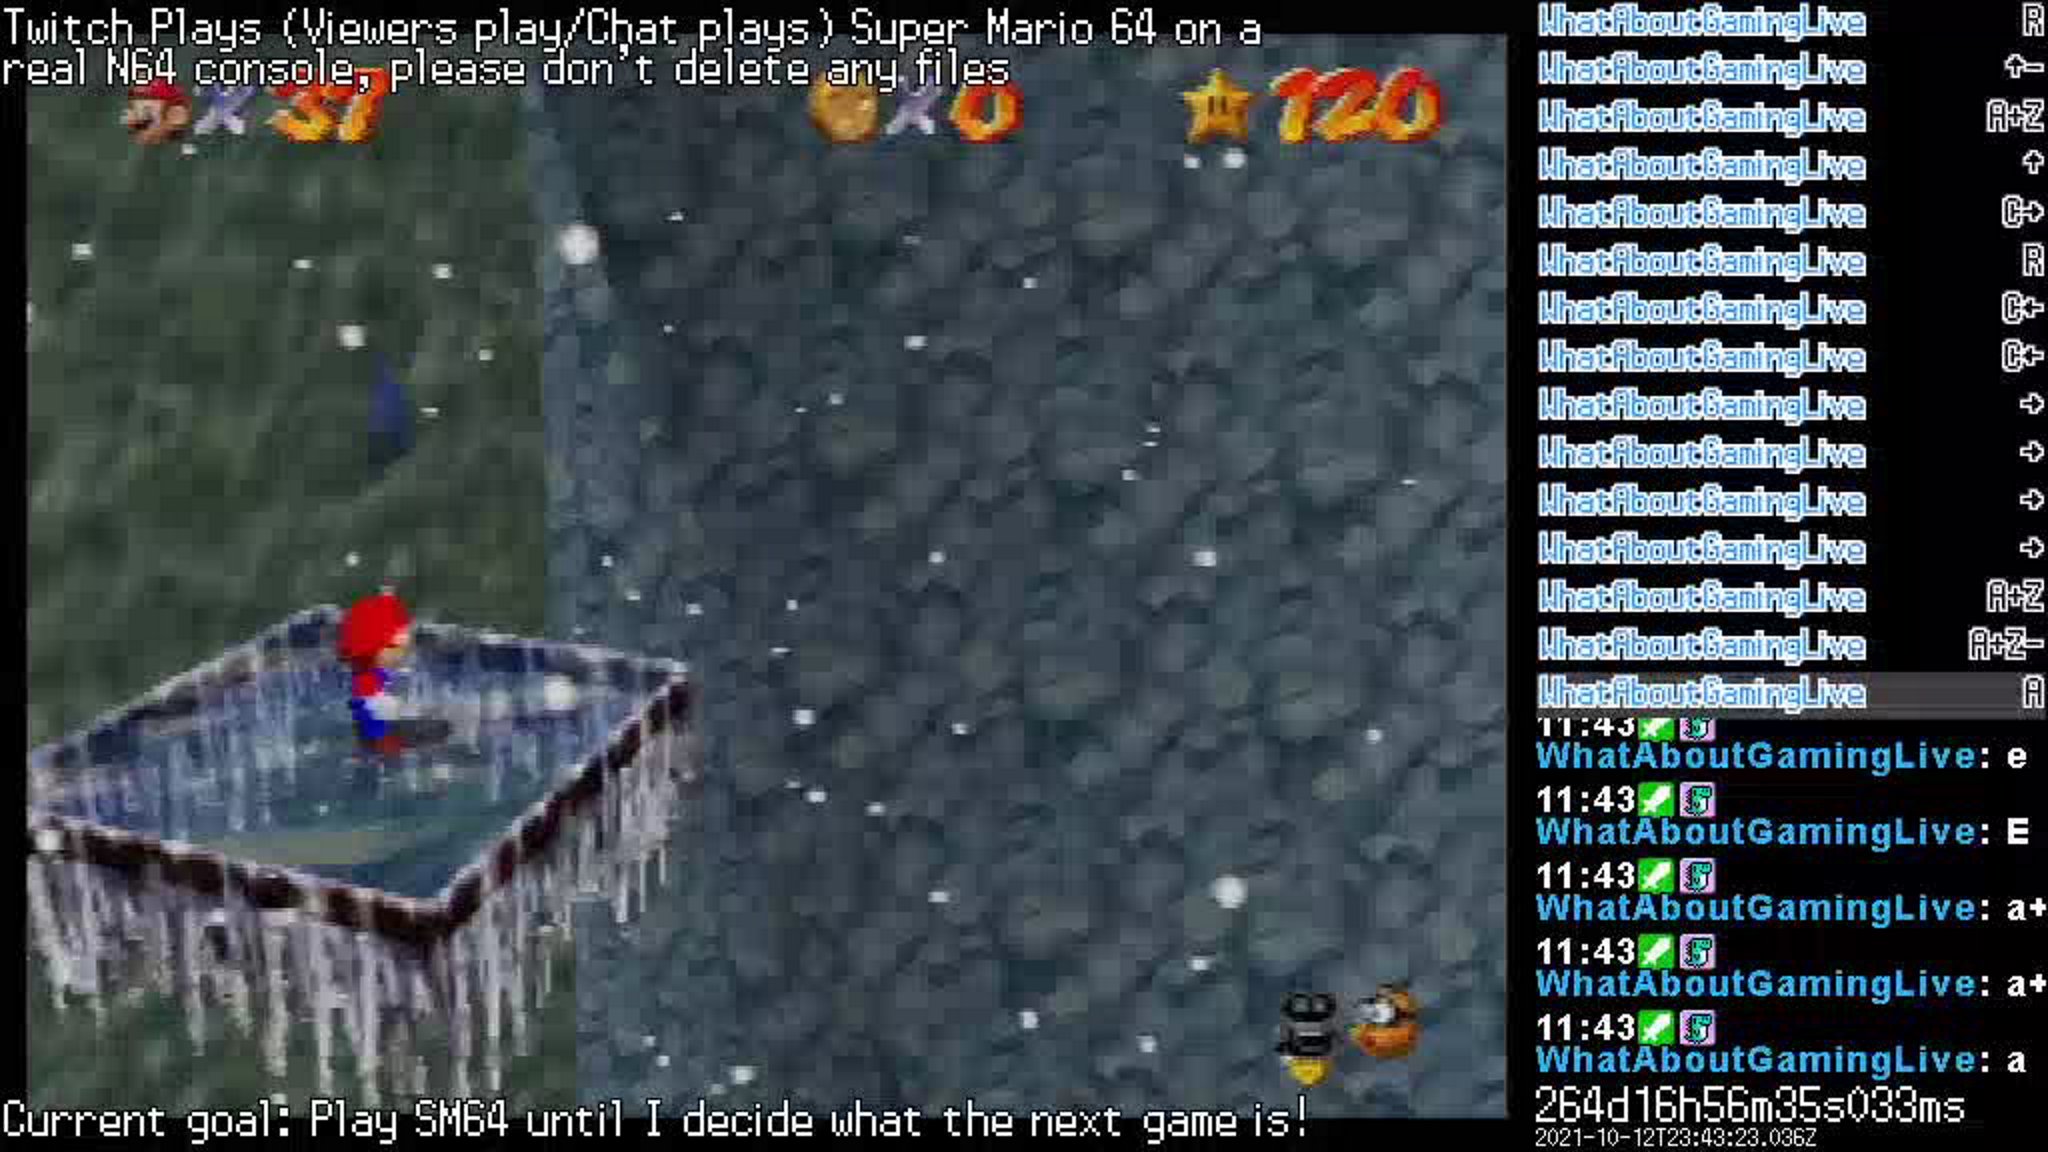 Twitch Plays (Viewers play/Chat plays) Super Mario 64 on a
real N64 console, please don't delete any files
x 37
x 0
120
WhatAboutGamingLive R
WhatAboutGamingLive ↑-
WhatAboutGamingLive A+Z
WhatAboutGamingLive ↑
WhatAboutGamingLive C→
WhatAboutGamingLive R
WhatAboutGamingLive C←
WhatAboutGamingLive C←
WhatAboutGamingLive →
WhatAboutGamingLive →
WhatAboutGamingLive →
WhatAboutGamingLive →
WhatAboutGamingLive A+Z
WhatAboutGamingLive A+Z-
WhatAboutGamingLive A
11:43
WhatAboutGamingLive: e
11:43
WhatAboutGamingLive: E
11:43
WhatAboutGamingLive: a+
11:43
WhatAboutGamingLive: a+
11:43
WhatAboutGamingLive: a
Current goal: Play SM64 until I decide what the next game is!
264d16h56m35s033ms
2021-10-12T23:43:23.036Z